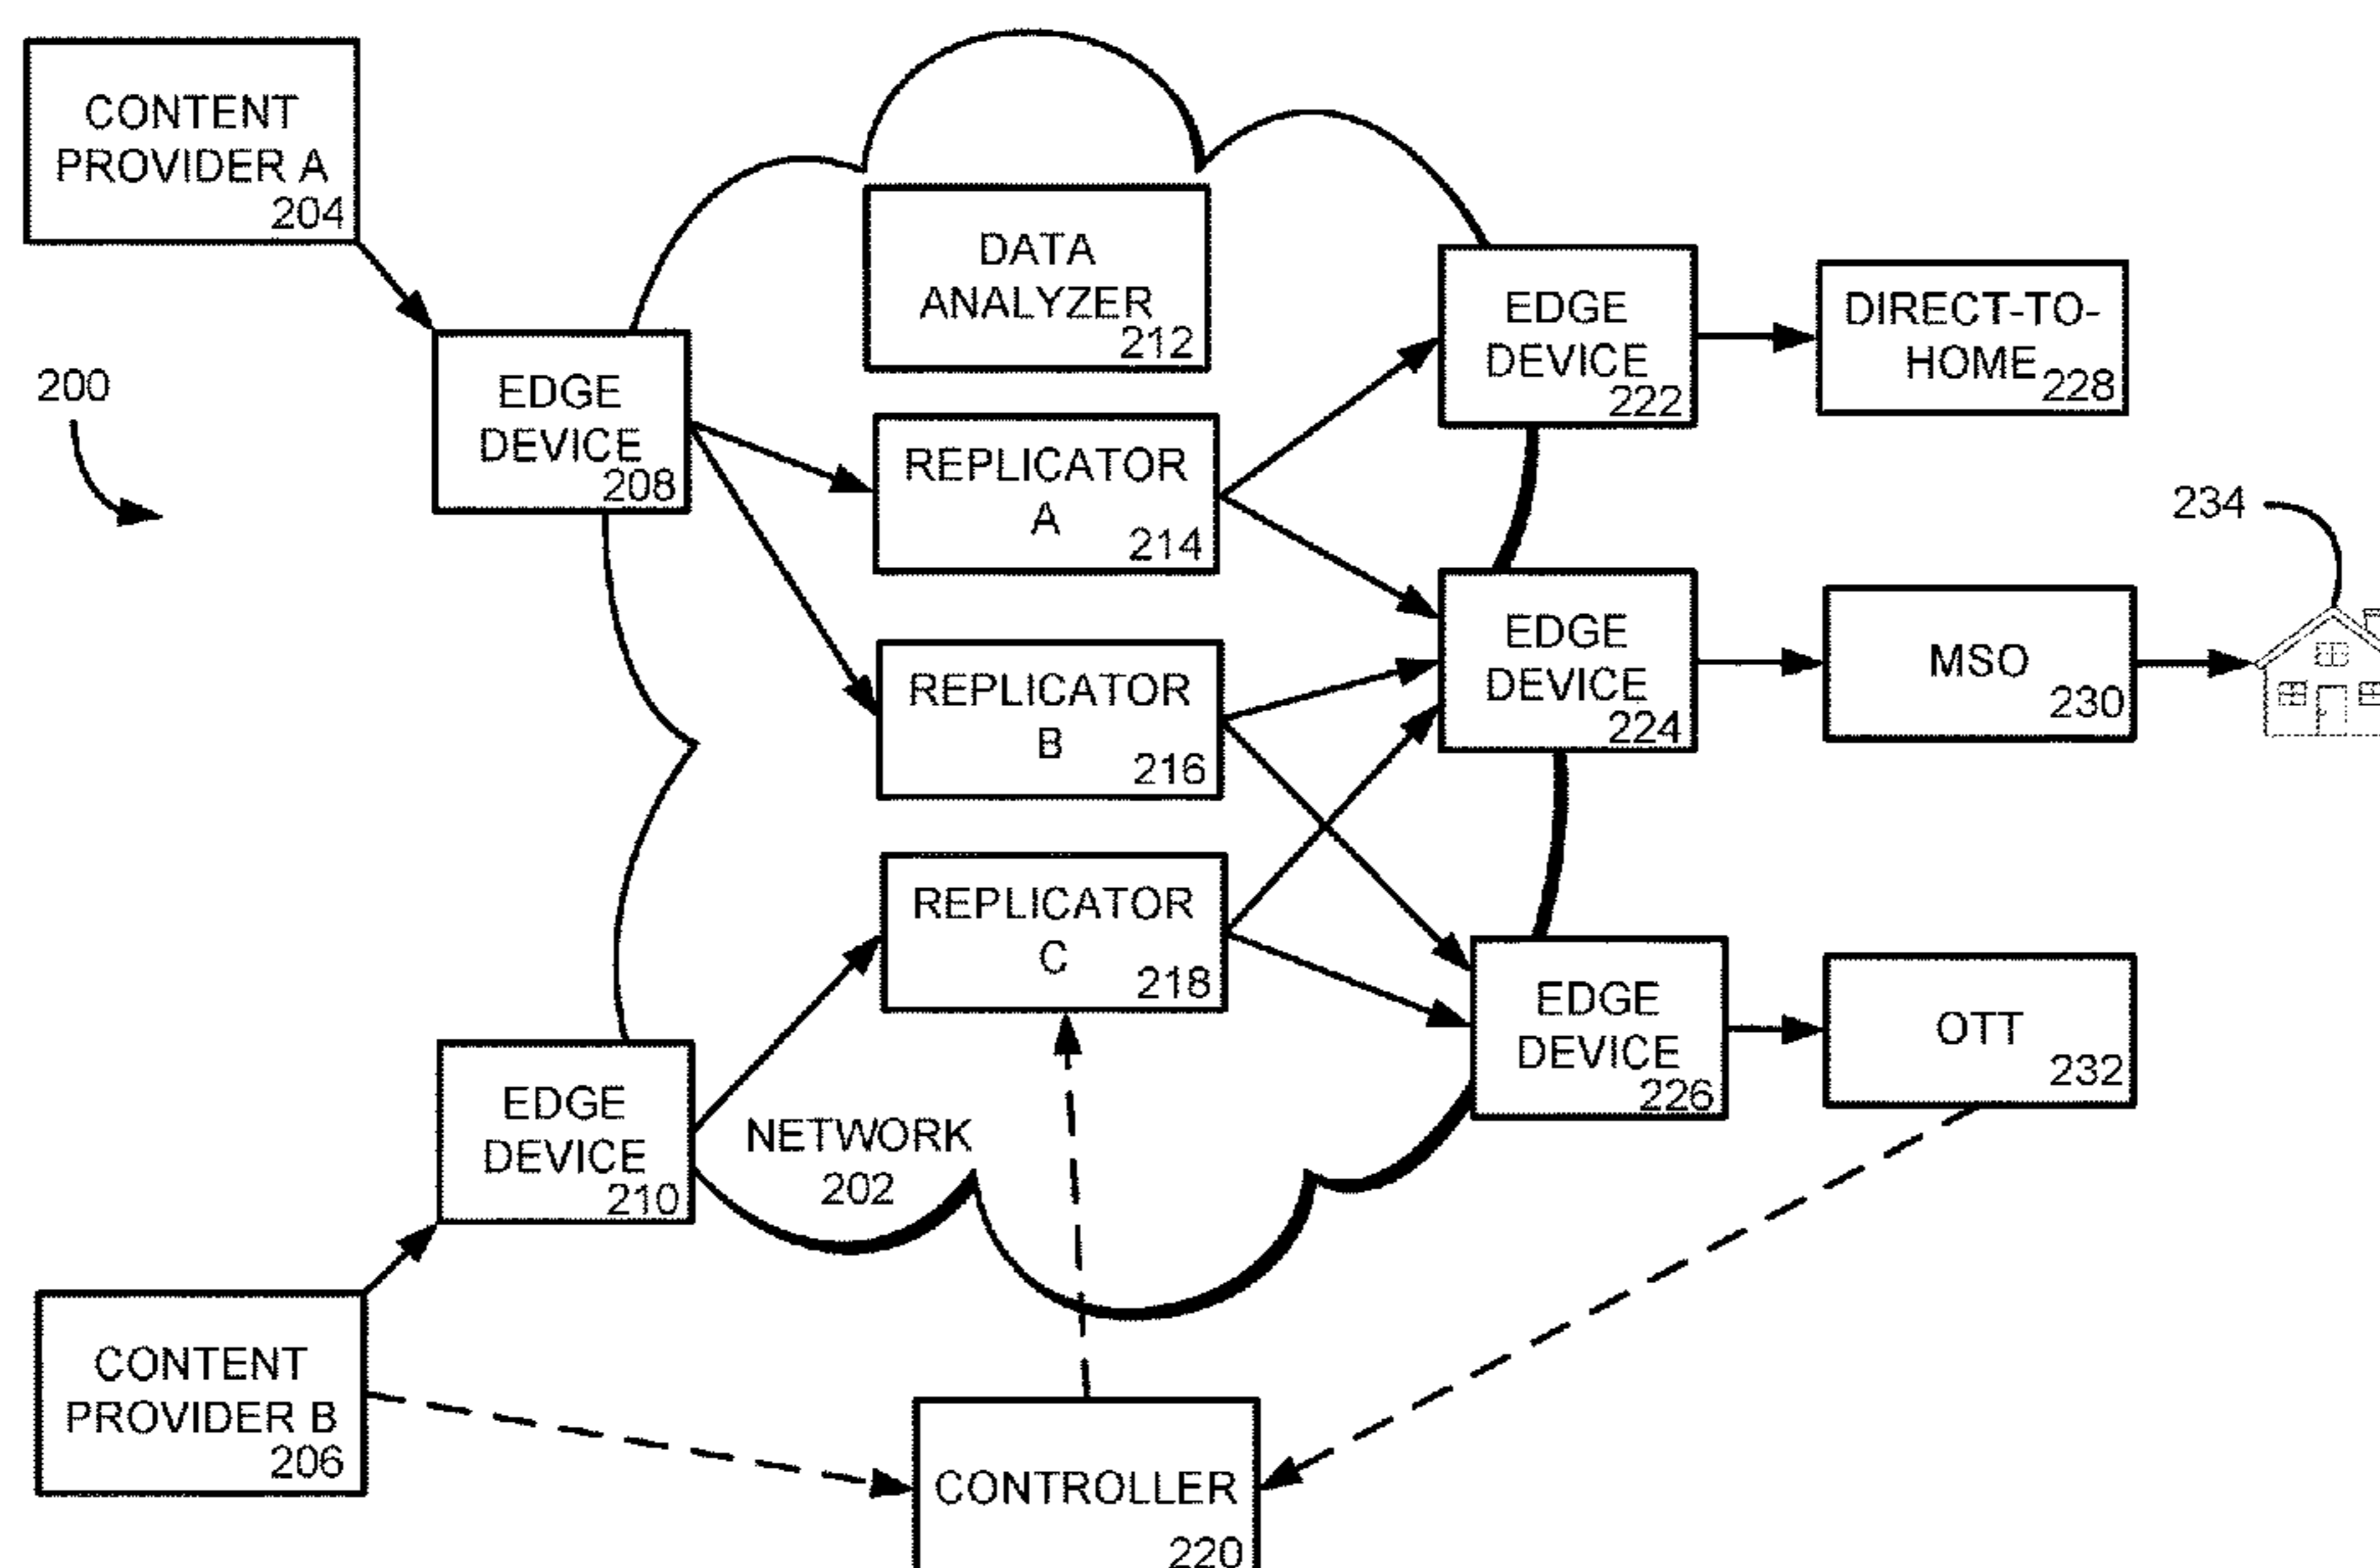 CONTENT
PROVIDER A
204
DATA
ANALYZER
212
EDGE
DEVICE
222
DIRECT-TO-
HOME
228
200
EDGE
DEVICE
208
REPLICATOR
A
214
234
EDGE
DEVICE
224
MSO
230
REPLICATOR
B
216
REPLICATOR
C
218
EDGE
DEVICE
226
OTT
232
EDGE
DEVICE
210
NETWORK
202
CONTENT
PROVIDER B
206
CONTROLLER
220